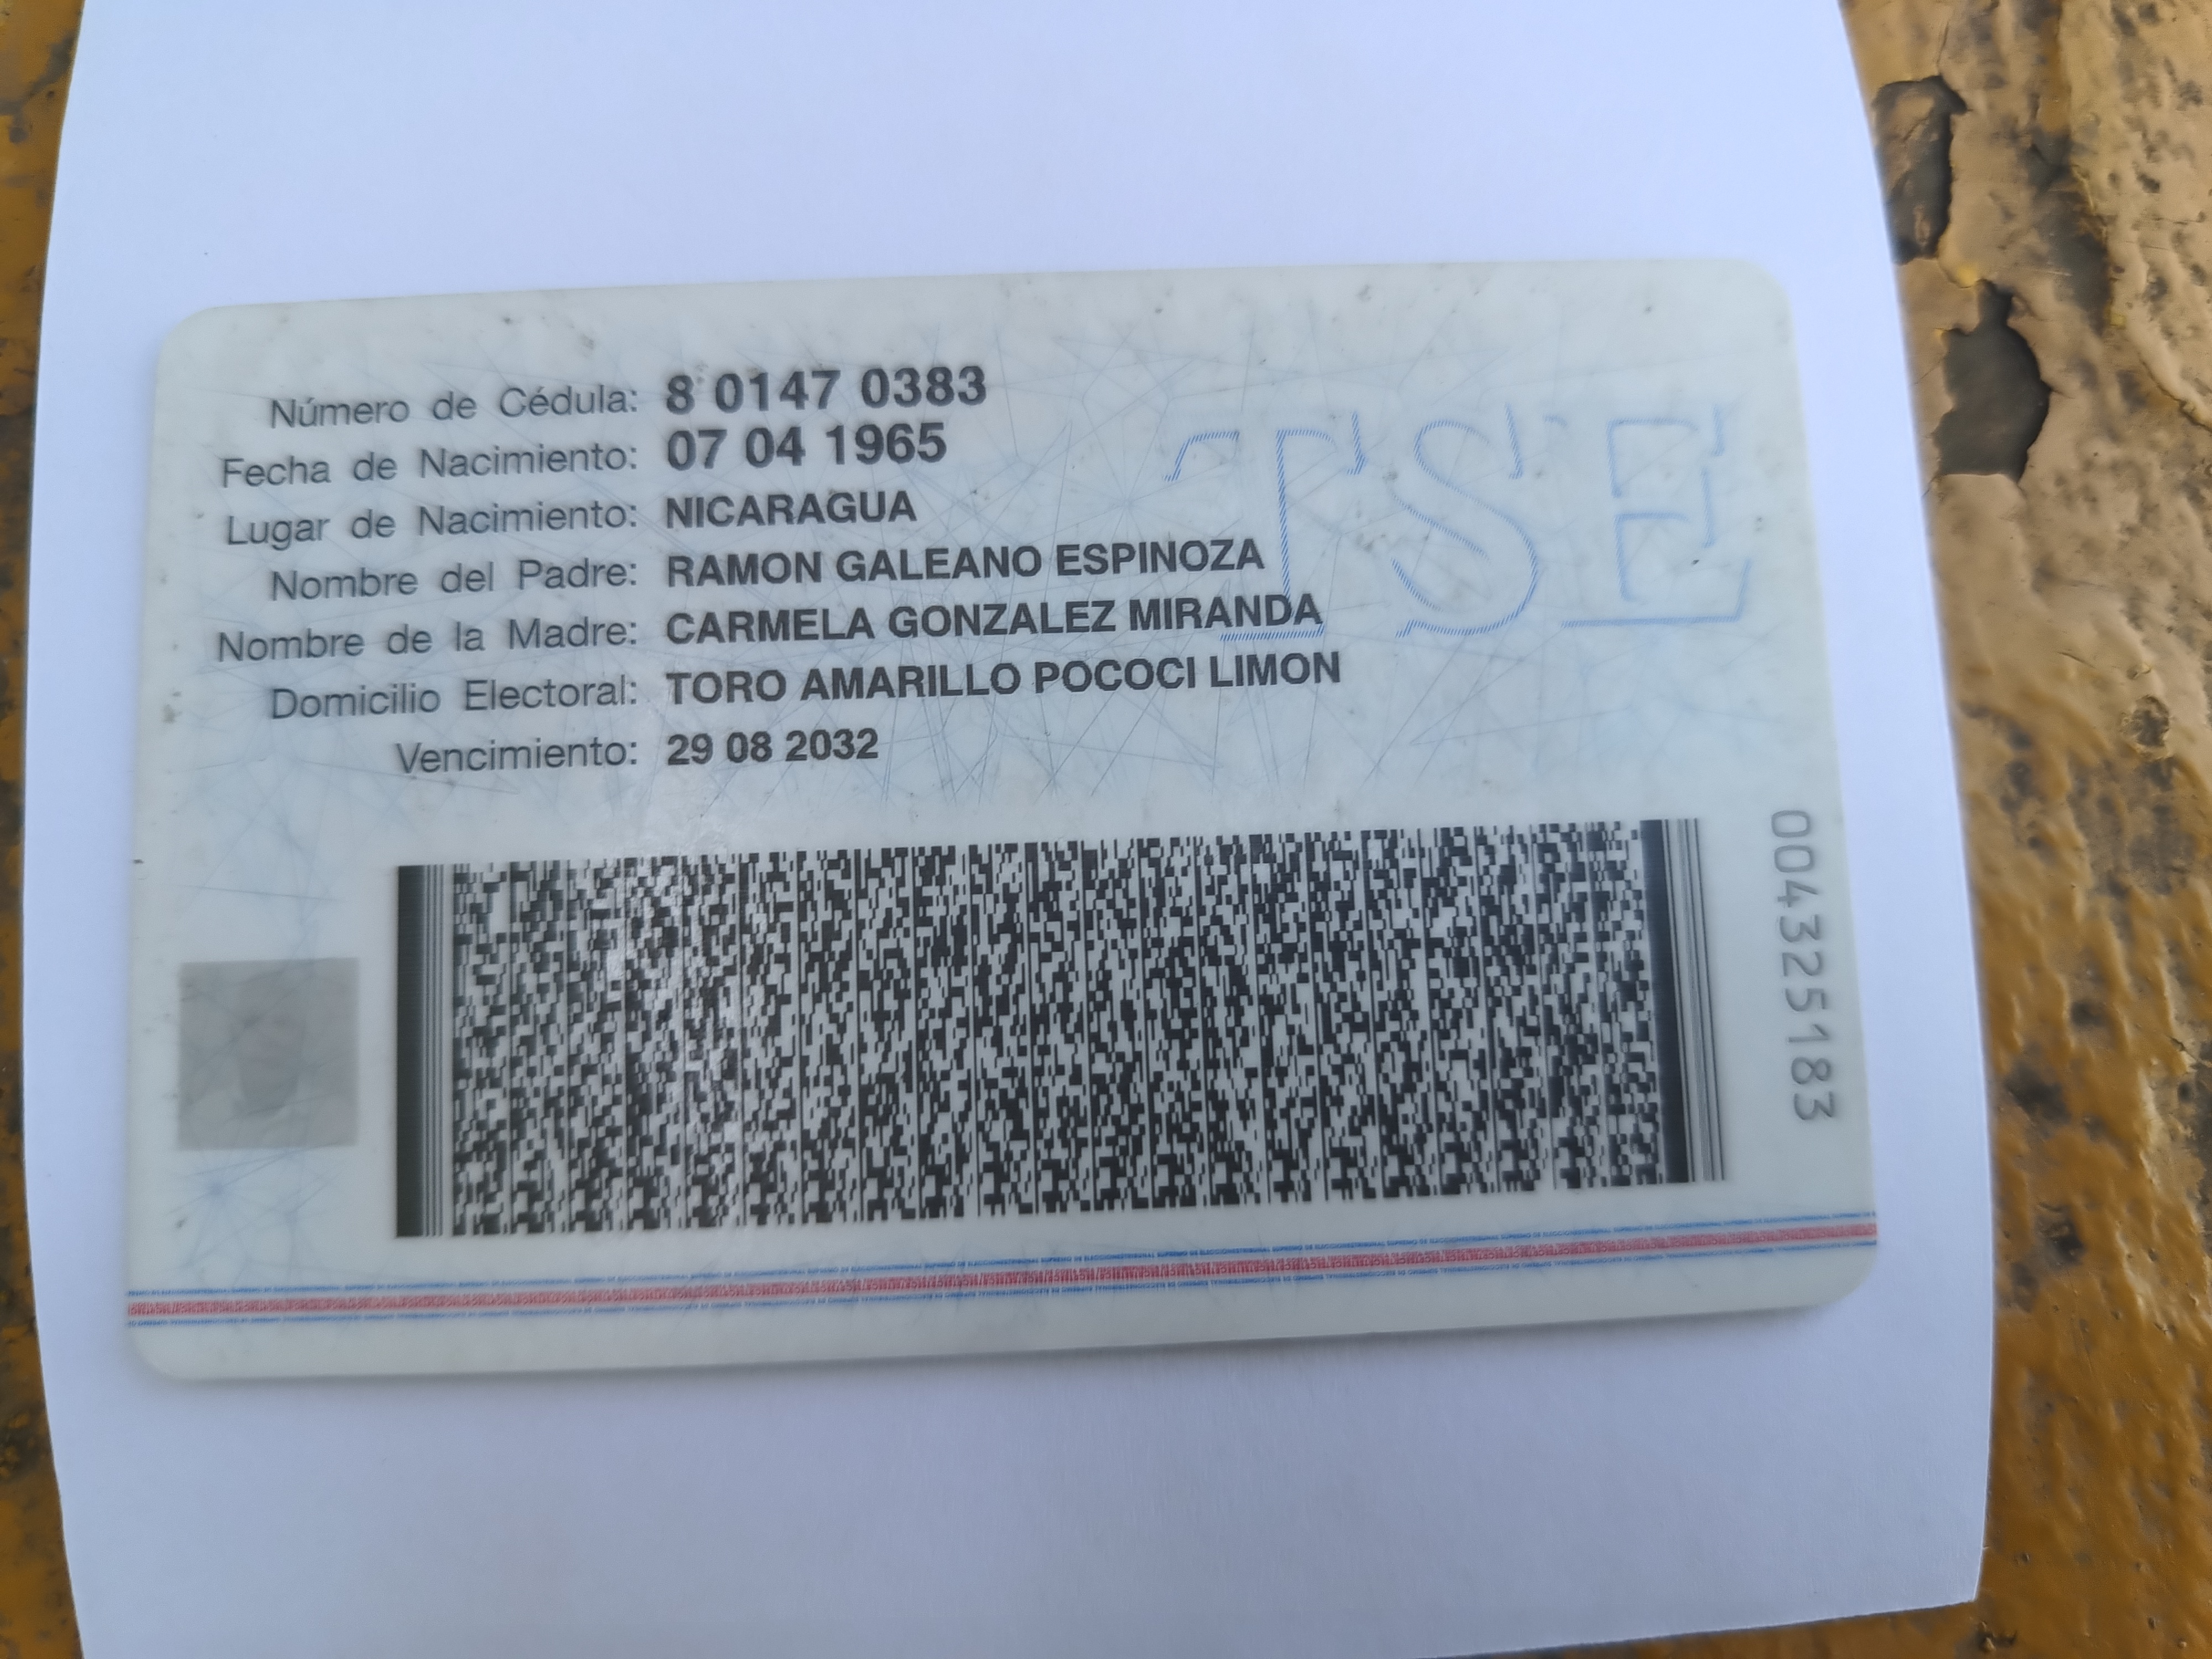 Número de Cédula: 8 0147 0383
Fecha de Nacimiento: 07 04 1965
Lugar de Nacimiento: NICARAGUA
Nombre del Padre: RAMON GALEANO ESPINOZA
Nombre de la Madre: CARMELA GONZALEZ MIRANDA
Domicilio Electoral: TORO AMARILLO POCOCI LIMON
Vencimiento: 29 08 2032
TSE
004325183